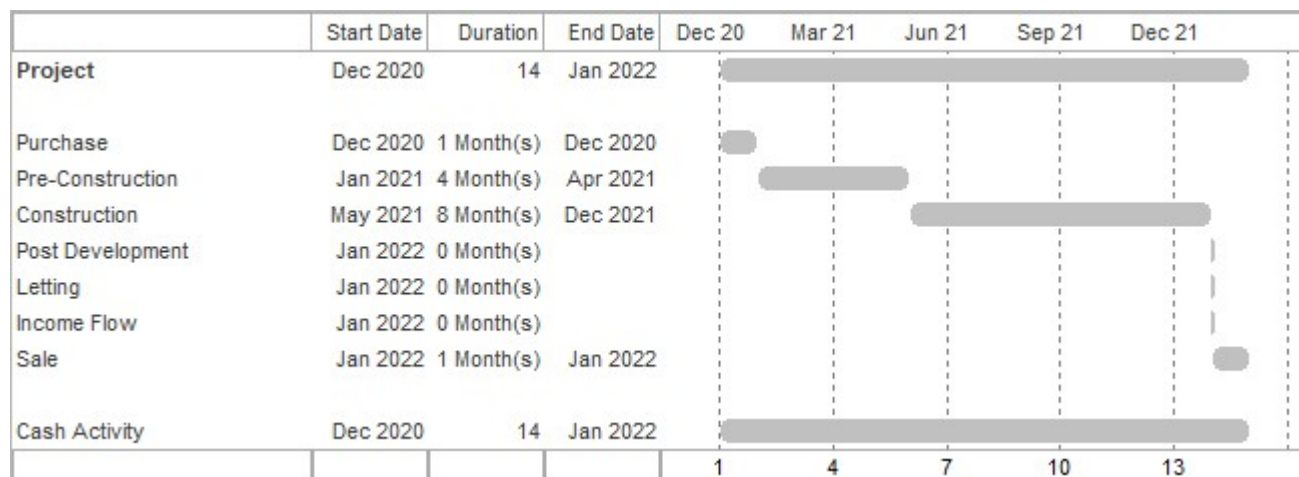 Start Date Duration End Date Dec 20 Mar 21 Jun 21 Sep 21 Dec 21
Project Dec 2020 14 Jan 2022
Purchase Dec 2020 1 Month(s) Dec 2020
Pre-Construction Jan 2021 4 Month(s) Apr 2021
Construction May 2021 8 Month(s) Dec 2021
Post Development Jan 2022 0 Month(s)
Letting Jan 2022 0 Month(s)
Income Flow Jan 2022 0 Month(s)
Sale Jan 2022 1 Month(s) Jan 2022
Cash Activity Dec 2020 14 Jan 2022
1 4 7 10 13